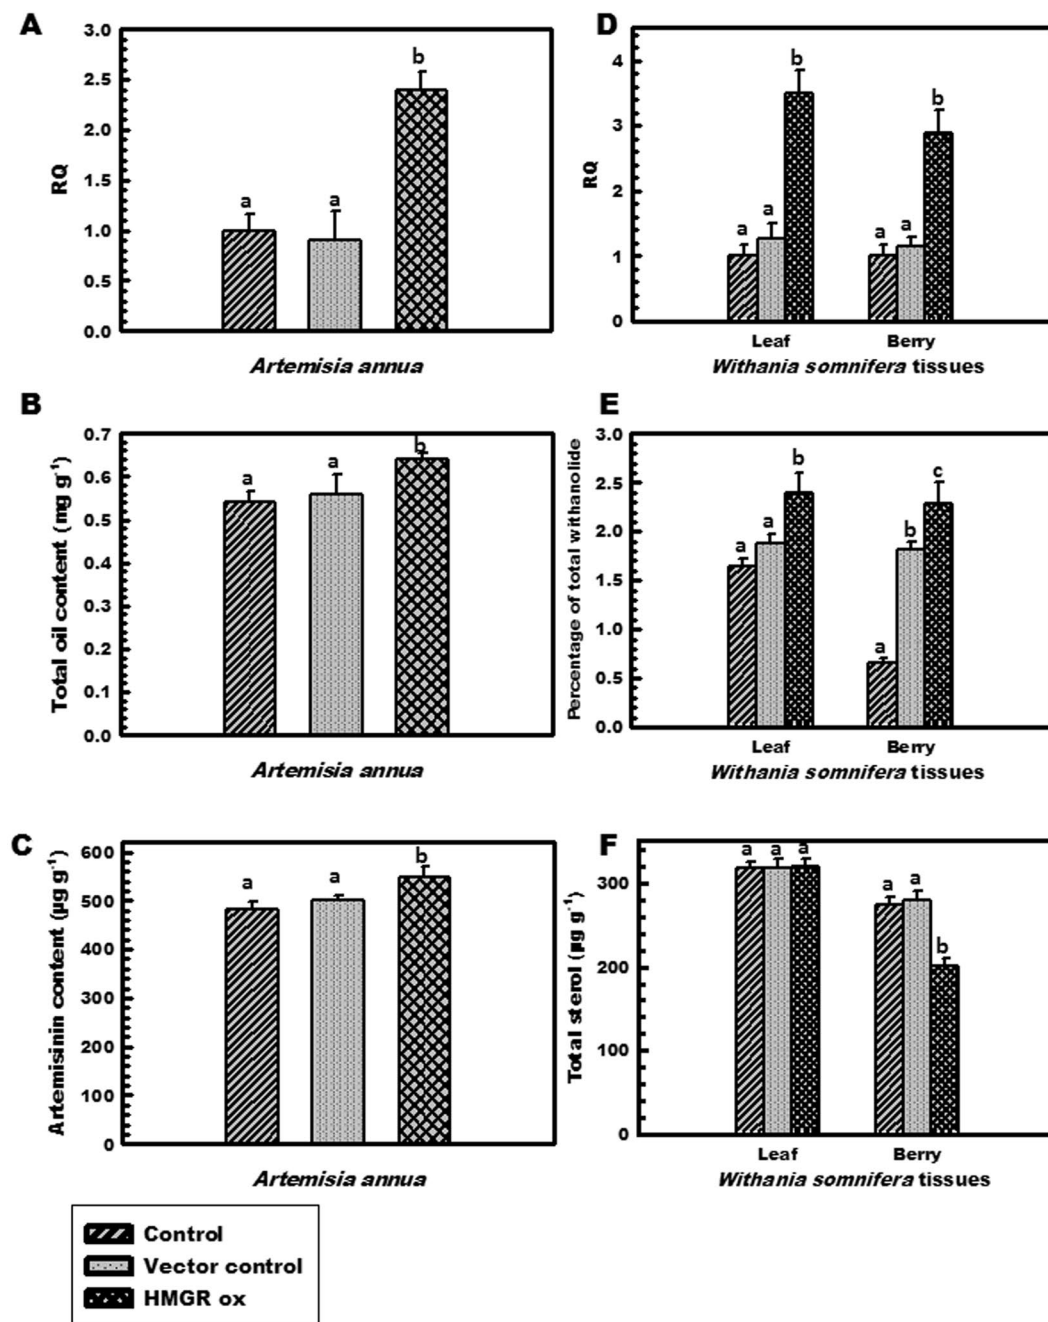 A
3.0
2.5
2.0
1.5
1.0
0.5
0.0
RQ
a
a
b
Artemisia annua
B
0.7
0.6
0.5
0.4
0.3
0.2
0.1
0.0
Total oil content (mg g-1)
a
a
b
Artemisia annua
C
600
500
400
300
200
100
0
Artemisinin content (µg g-1)
a
a
b
Artemisia annua
D
4
3
2
1
0
RQ
a
a
b
a
a
b
Leaf Berry
Withania somnifera tissues
E
3.0
2.5
2.0
1.5
1.0
0.5
0.0
Percentage of total withanolide
a
a
b
a
b
c
Leaf Berry
Withania somnifera tissues
F
300
200
100
0
Total sterol (µg g-1)
a
a
a
a
a
b
Leaf Berry
Withania somnifera tissues
Control
Vector control
HMGR ox